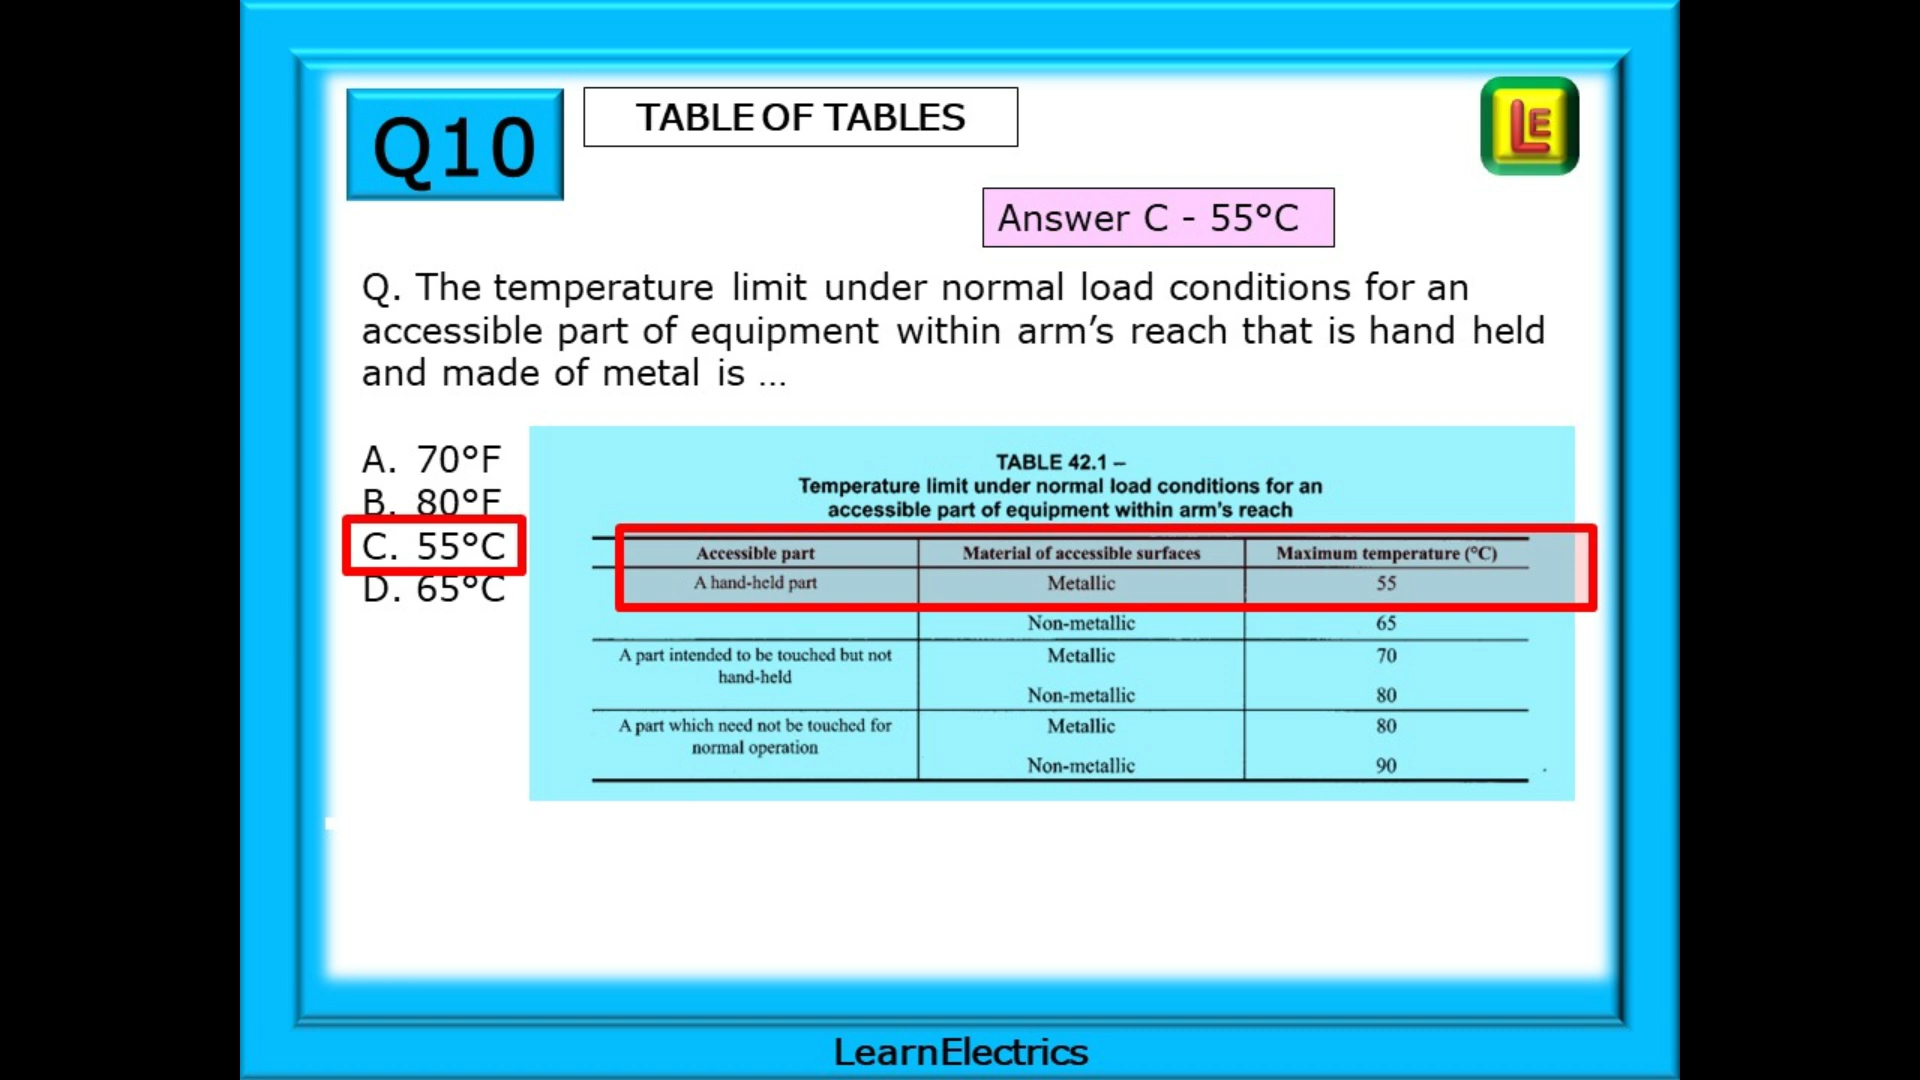 Q10
TABLE OF TABLES
LE
Answer C - 55°C
Q. The temperature limit under normal load conditions for an
accessible part of equipment within arm’s reach that is hand held
and made of metal is …
A. 70°F
B. 80°F
C. 55°C
D. 65°C
TABLE 42.1 –
Temperature limit under normal load conditions for an
accessible part of equipment within arm's reach
Accessible part Material of accessible surfaces Maximum temperature (°C)
A hand-held part Metallic 55
Non-metallic 65
A part intended to be touched but not Metallic 70
hand-held
Non-metallic 80
A part which need not be touched for Metallic 80
normal operation
Non-metallic 90
LearnElectrics